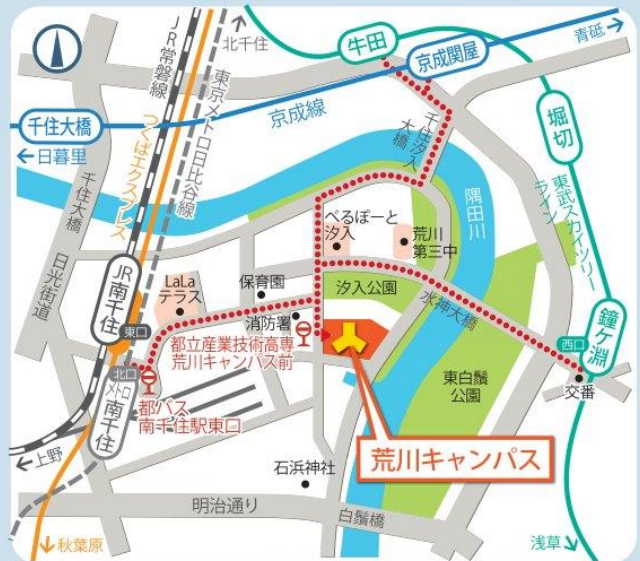 北千住
JR常磐線
東京メトロ日比谷線
つくばエクスプレス
牛田
京成関屋
青砥
千住大橋
京成線
日暮里
千住汐入
大橋
堀切
東武スカイツリー
ライン
隅田川
千住大橋
日光街道
べるぽーと
汐入
荒川
第三中
LaLa
テラス
保育園
汐入公園
水神大橋
JR南千住
東口
消防署
都立産業技術高専
荒川キャンパス前
鐘ヶ淵
西口
交番
東白鬚
公園
北口
メトロ
南千住
都バス
南千住駅東口
荒川キャンパス
上野
石浜神社
明治通り
白鬚橋
秋葉原
浅草